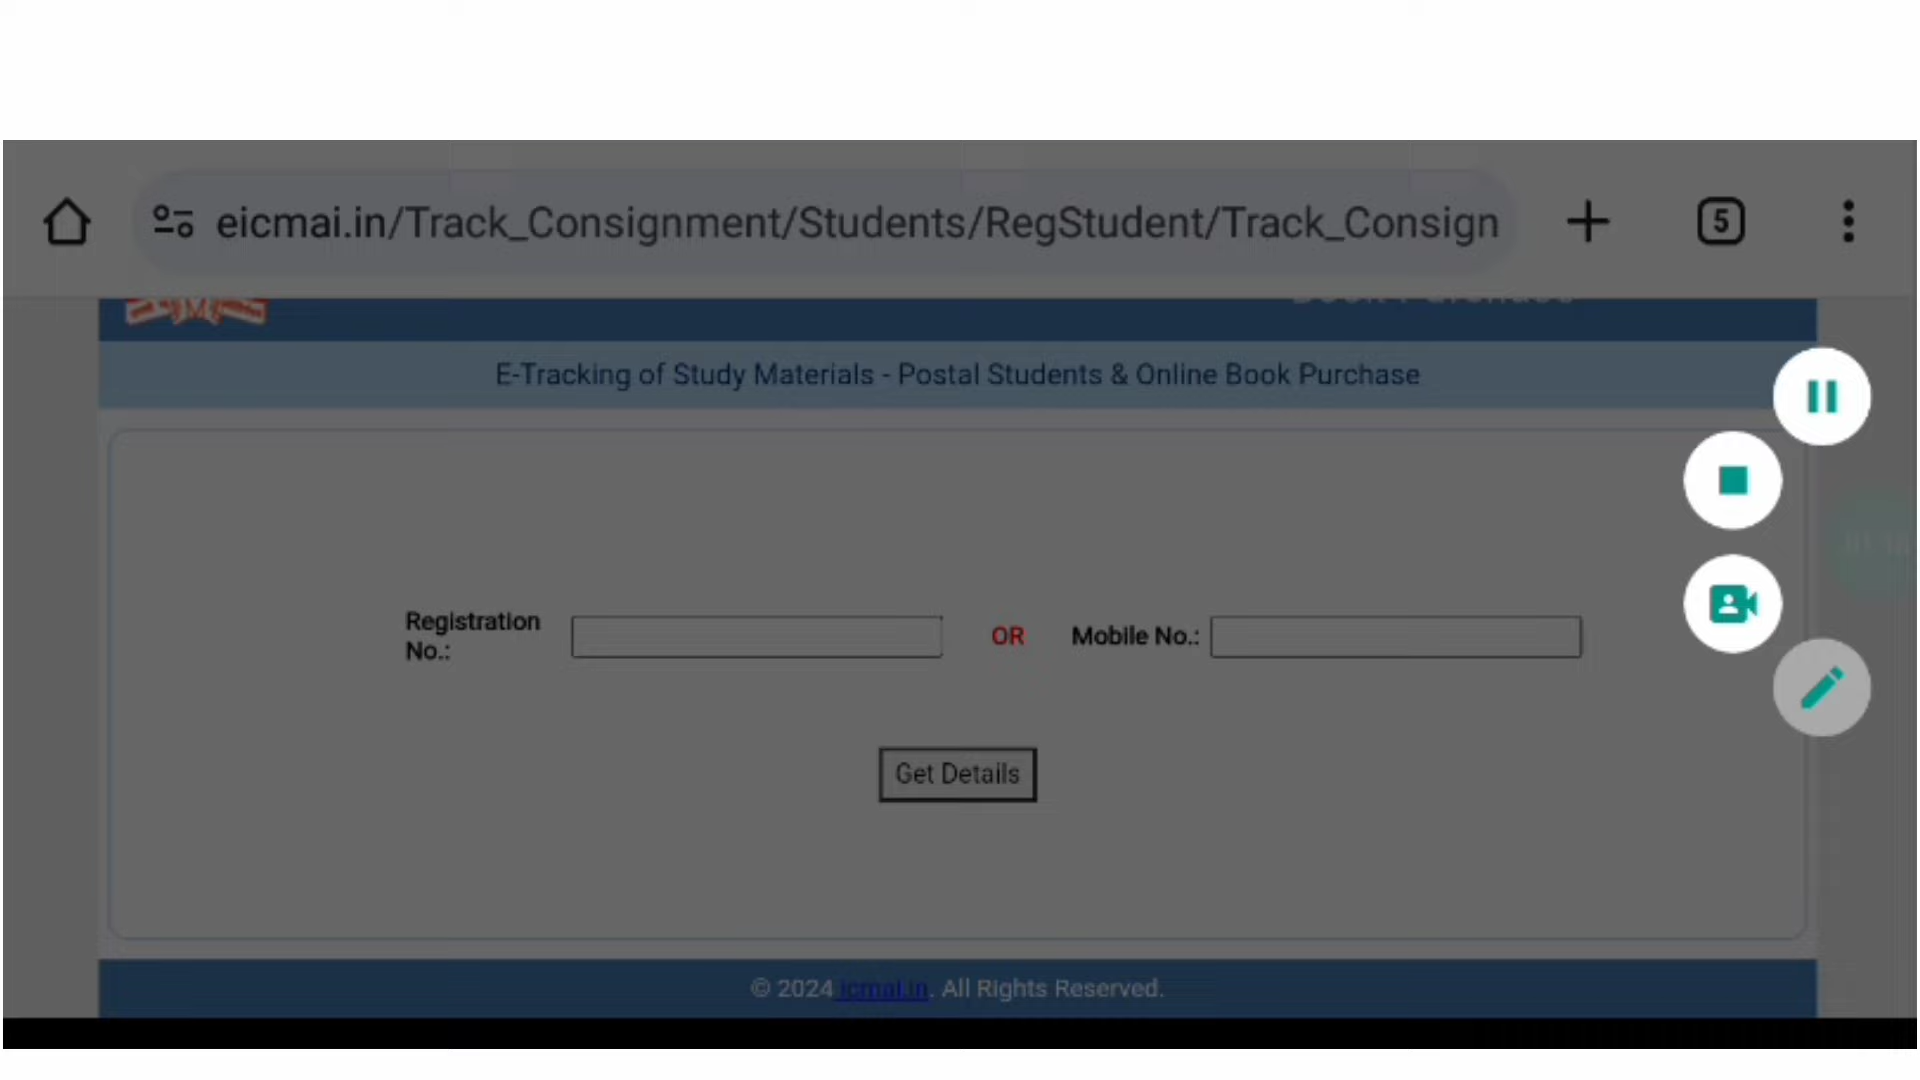 eicmai.in/Track_Consignment/Students/RegStudent/Track_Consign
5
E-Tracking of Study Materials - Postal Students & Online Book Purchase
Registration
No.:
OR
Mobile No.:
Get Details
© 2024 icmai.in. All Rights Reserved.